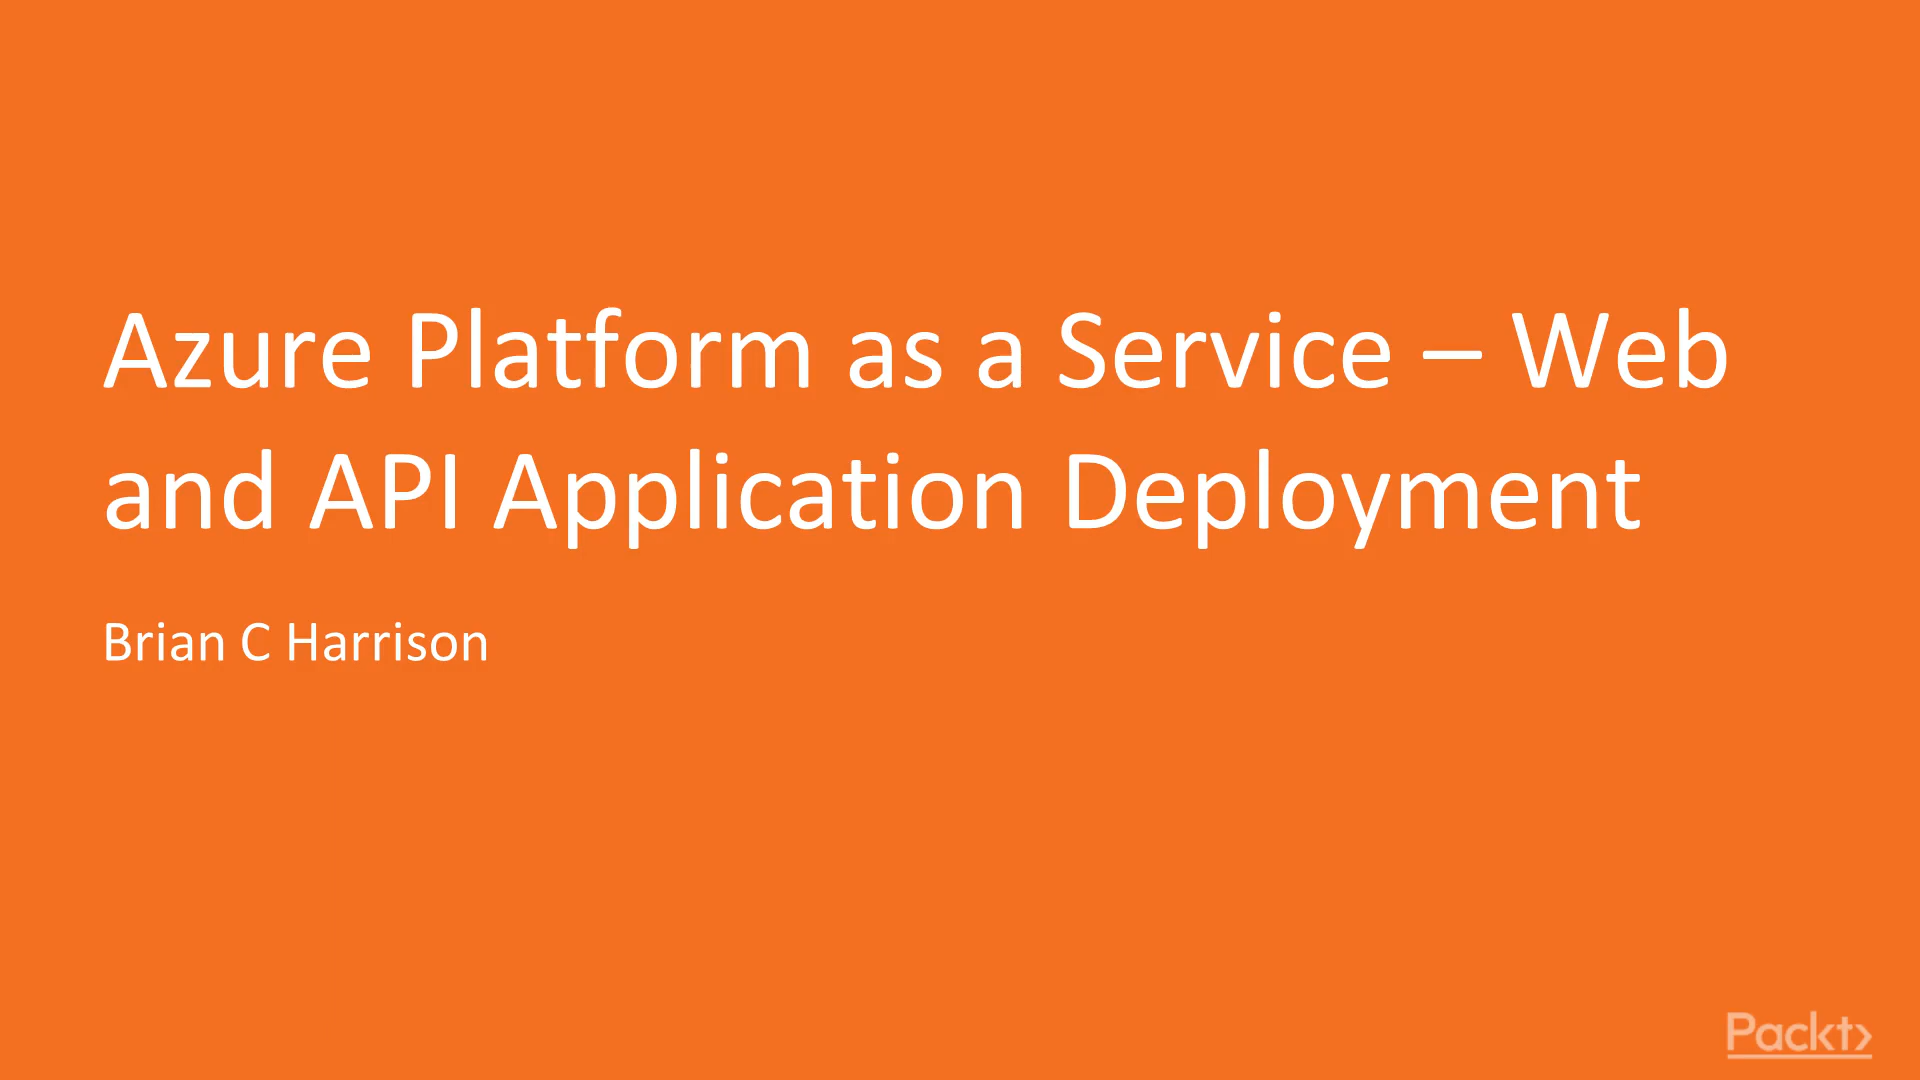 Azure Platform as a Service – Web
and API Application Deployment
Brian C Harrison
Packt>